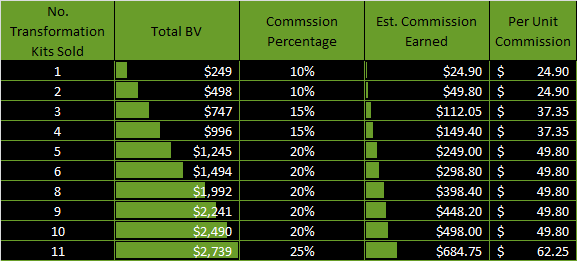 No. Transformation Kits Sold Total BV Commssion Percentage Est. Commission Earned Per Unit Commission
1 $249 10% $24.90 $ 24.90
2 $498 10% $49.80 $ 24.90
3 $747 15% $112.05 $ 37.35
4 $996 15% $149.40 $ 37.35
5 $1,245 20% $249.00 $ 49.80
6 $1,494 20% $298.80 $ 49.80
8 $1,992 20% $398.40 $ 49.80
9 $2,241 20% $448.20 $ 49.80
10 $2,490 20% $498.00 $ 49.80
11 $2,739 25% $684.75 $ 62.25